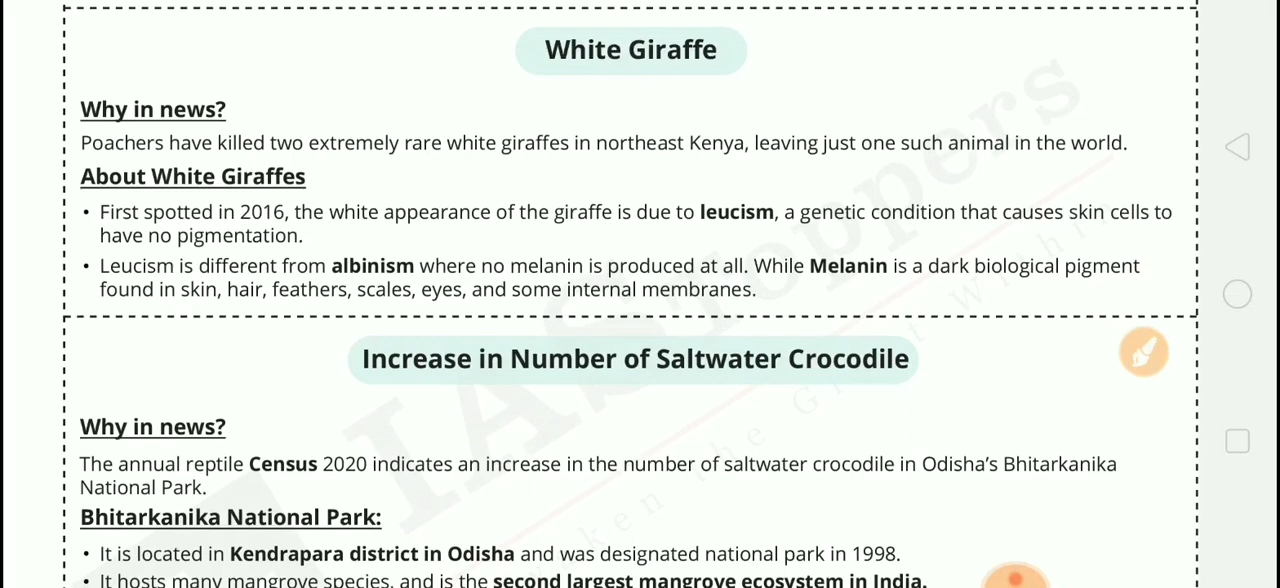 White Giraffe
Why in news?
Poachers have killed two extremely rare white giraffes in northeast Kenya, leaving just one such animal in the world.
About White Giraffes
• First spotted in 2016, the white appearance of the giraffe is due to leucism, a genetic condition that causes skin cells to
have no pigmentation.
• Leucism is different from albinism where no melanin is produced at all. While Melanin is a dark biological pigment
found in skin, hair, feathers, scales, eyes, and some internal membranes.
Increase in Number of Saltwater Crocodile
Why in news?
The annual reptile Census 2020 indicates an increase in the number of saltwater crocodile in Odisha's Bhitarkanika
National Park.
Bhitarkanika National Park:
• It is located in Kendrapara district in Odisha and was designated national park in 1998.
• It hosts many mangrove species, and is the second largest mangrove ecosystem in India.
IASToppers